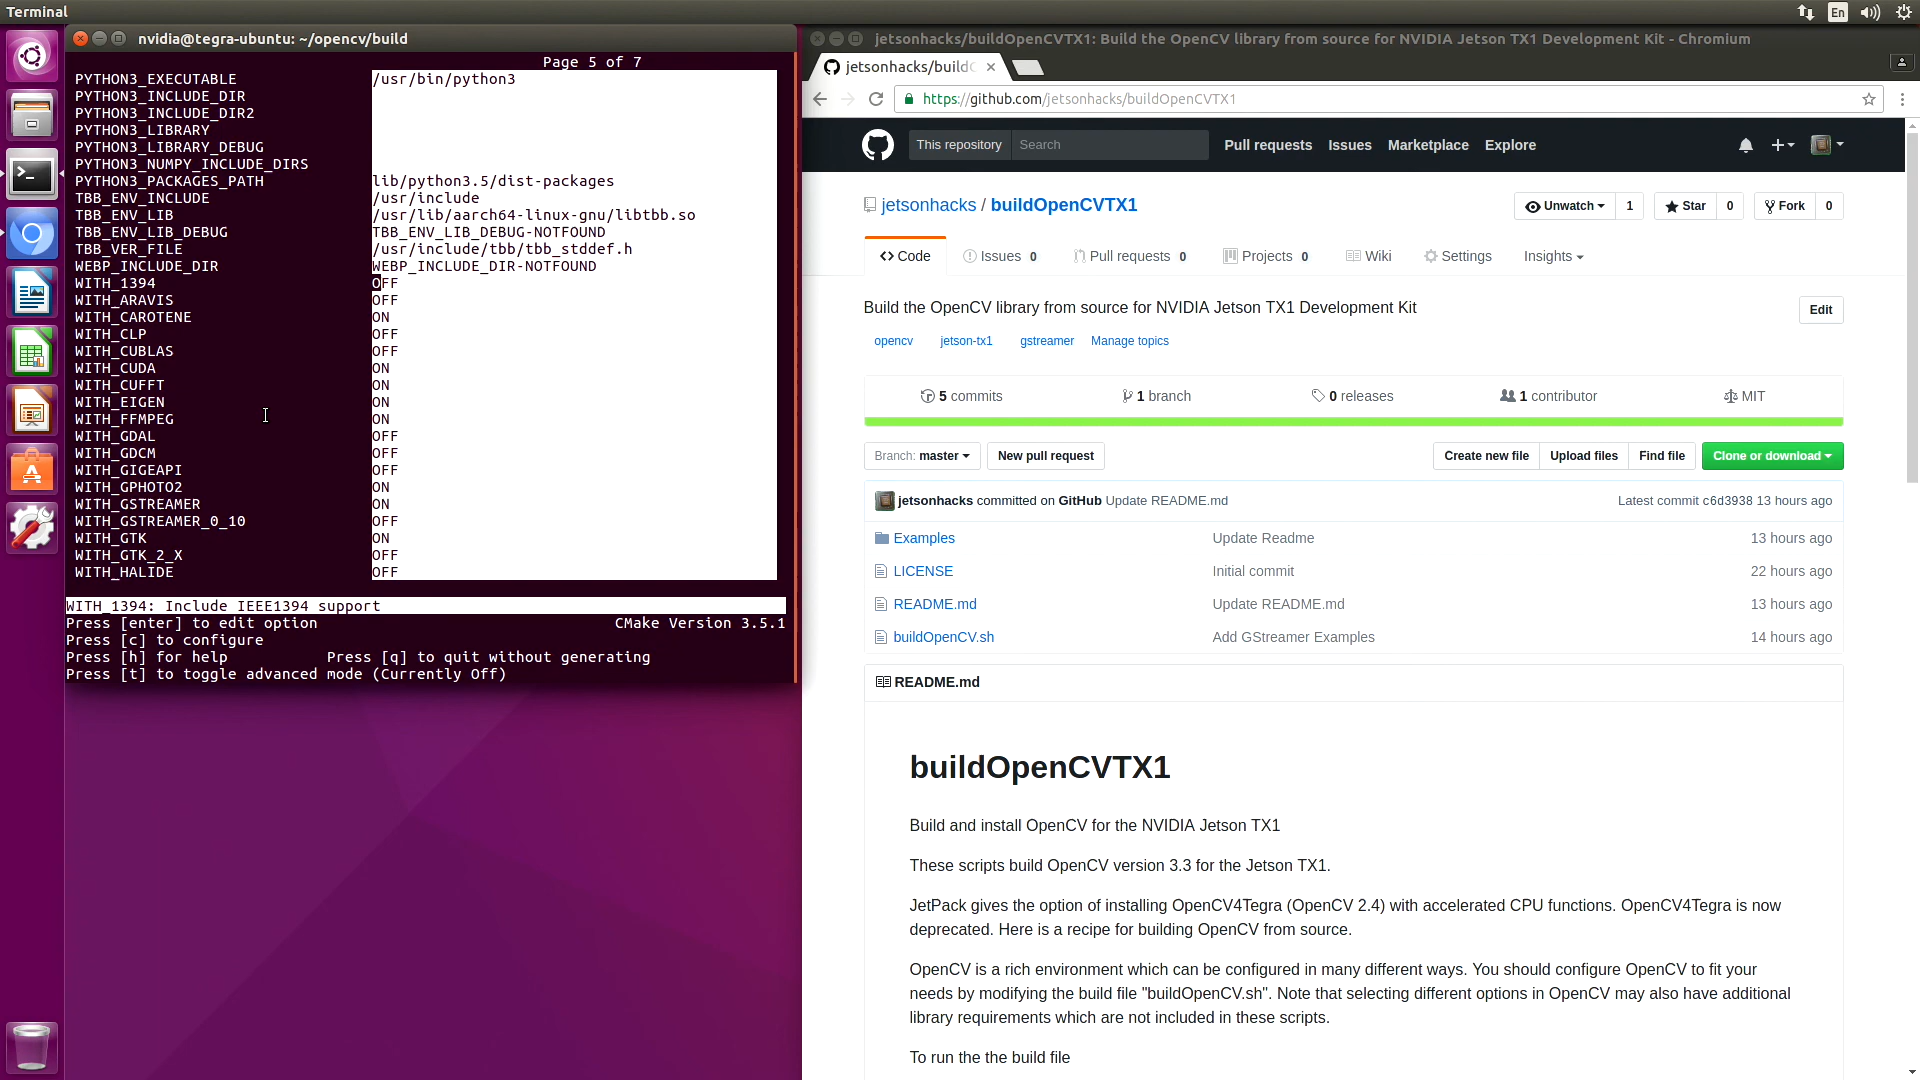 Terminal
En
nvidia@tegra-ubuntu: ~/opencv/build
Page 5 of 7
PYTHON3_EXECUTABLE /usr/bin/python3
PYTHON3_INCLUDE_DIR
PYTHON3_INCLUDE_DIR2
PYTHON3_LIBRARY
PYTHON3_LIBRARY_DEBUG
PYTHON3_NUMPY_INCLUDE_DIRS
PYTHON3_PACKAGES_PATH lib/python3.5/dist-packages
TBB_ENV_INCLUDE /usr/include
TBB_ENV_LIB /usr/lib/aarch64-linux-gnu/libtbb.so
TBB_ENV_LIB_DEBUG TBB_ENV_LIB_DEBUG-NOTFOUND
TBB_VER_FILE /usr/include/tbb/tbb_stddef.h
WEBP_INCLUDE_DIR WEBP_INCLUDE_DIR-NOTFOUND
WITH_1394 OFF
WITH_ARAVIS OFF
WITH_CAROTENE ON
WITH_CLP OFF
WITH_CUBLAS OFF
WITH_CUDA ON
WITH_CUFFT ON
WITH_EIGEN ON
WITH_FFMPEG ON
WITH_GDAL OFF
WITH_GDCM OFF
WITH_GIGEAPI OFF
WITH_GPHOTO2 ON
WITH_GSTREAMER ON
WITH_GSTREAMER_0_10 OFF
WITH_GTK ON
WITH_GTK_2_X OFF
WITH_HALIDE OFF
WITH_1394: Include IEEE1394 support
Press [enter] to edit option CMake Version 3.5.1
Press [c] to configure
Press [h] for help Press [q] to quit without generating
Press [t] to toggle advanced mode (Currently Off)
jetsonhacks/buildOpenCVTX1: Build the OpenCV library from source for NVIDIA Jetson TX1 Development Kit - Chromium
jetsonhacks/buildC
https://github.com/jetsonhacks/buildOpenCVTX1
This repository Search Pull requests Issues Marketplace Explore
jetsonhacks / buildOpenCVTX1 Unwatch 1 Star 0 Fork 0
Code Issues 0 Pull requests 0 Projects 0 Wiki Settings Insights
Build the OpenCV library from source for NVIDIA Jetson TX1 Development Kit Edit
opencv jetson-tx1 gstreamer Manage topics
5 commits 1 branch 0 releases 1 contributor MIT
Branch: master New pull request Create new file Upload files Find file Clone or download
jetsonhacks committed on GitHub Update README.md Latest commit c6d3938 13 hours ago
Examples Update Readme 13 hours ago
LICENSE Initial commit 22 hours ago
README.md Update README.md 13 hours ago
buildOpenCV.sh Add GStreamer Examples 14 hours ago
README.md
buildOpenCVTX1
Build and install OpenCV for the NVIDIA Jetson TX1
These scripts build OpenCV version 3.3 for the Jetson TX1.
JetPack gives the option of installing OpenCV4Tegra (OpenCV 2.4) with accelerated CPU functions. OpenCV4Tegra is now
deprecated. Here is a recipe for building OpenCV from source.
OpenCV is a rich environment which can be configured in many different ways. You should configure OpenCV to fit your
needs by modifying the build file "buildOpenCV.sh". Note that selecting different options in OpenCV may also have additional
library requirements which are not included in these scripts.
To run the the build file